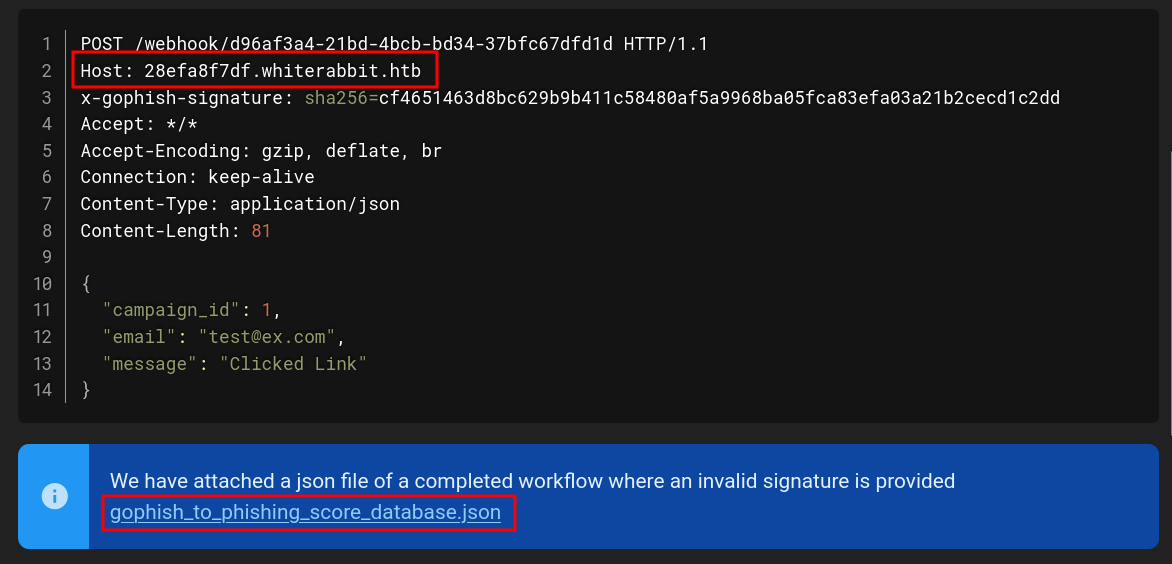 1 POST /webhook/d96af3a4-21bd-4bcb-bd34-37bfc67dfd1d HTTP/1.1
2 Host: 28efa8f7df.whiterabbit.htb
3 x-gophish-signature: sha256=cf4651463d8bc629b9b411c58480af5a9968ba05fca83efa03a21b2cecd1c2dd
4 Accept: */*
5 Accept-Encoding: gzip, deflate, br
6 Connection: keep-alive
7 Content-Type: application/json
8 Content-Length: 81
9
10 {
11   "campaign_id": 1,
12   "email": "test@ex.com",
13   "message": "Clicked Link"
14 }
We have attached a json file of a completed workflow where an invalid signature is provided
gophish_to_phishing_score_database.json